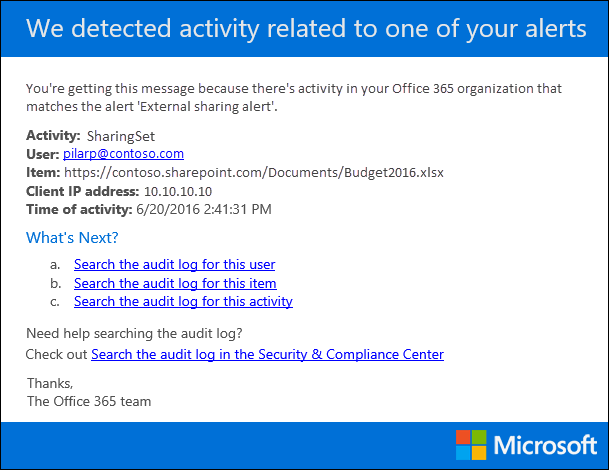 We detected activity related to one of your alerts
You're getting this message because there's activity in your Office 365 organization that
matches the alert 'External sharing alert'.
Activity: SharingSet
User: pilarp@contoso.com
Item: https://contoso.sharepoint.com/Documents/Budget2016.xlsx
Client IP address: 10.10.10.10
Time of activity: 6/20/2016 2:41:31 PM
What's Next?
a. Search the audit log for this user
b. Search the audit log for this item
c. Search the audit log for this activity
Need help searching the audit log?
Check out Search the audit log in the Security & Compliance Center
Thanks,
The Office 365 team
Microsoft